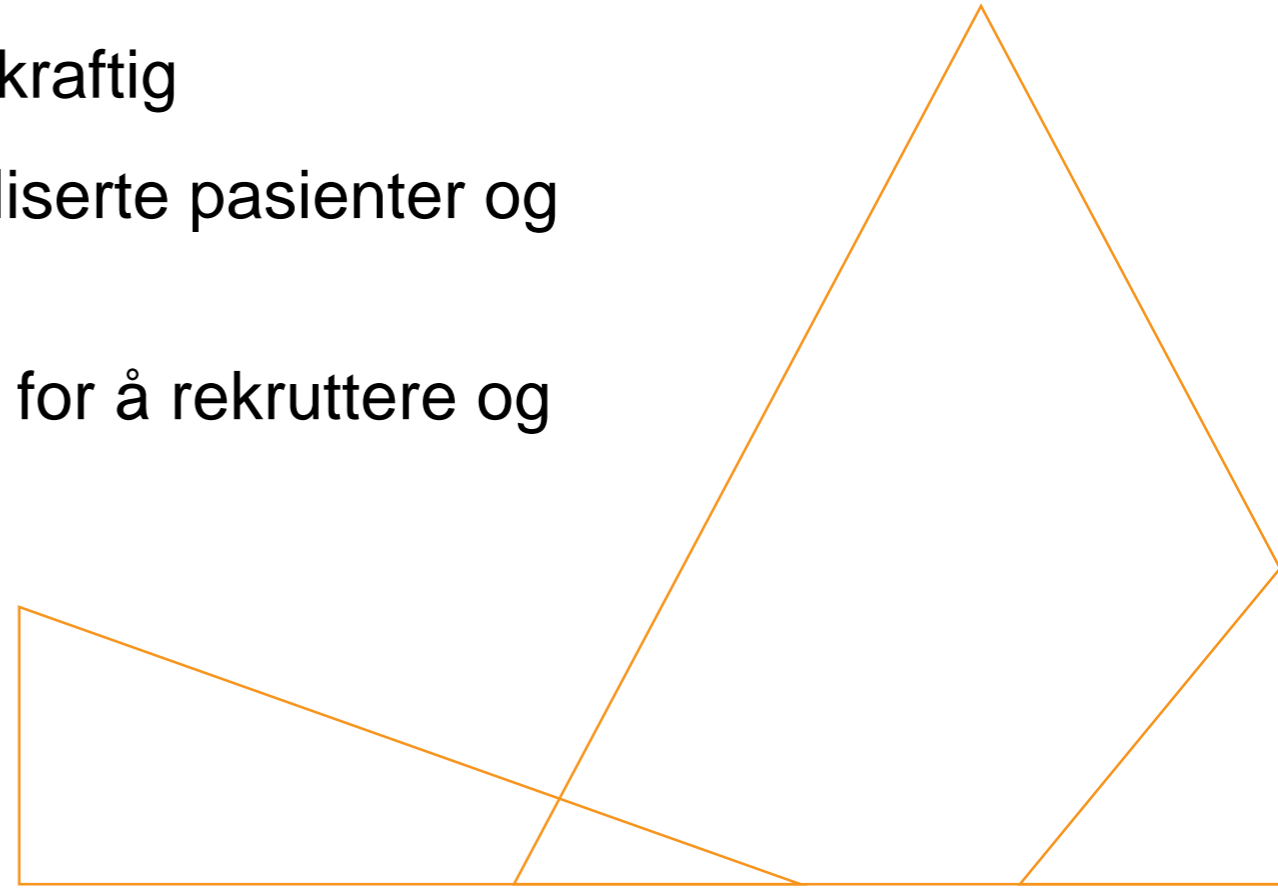 kraftig
liserte pasienter og
for å rekruttere og